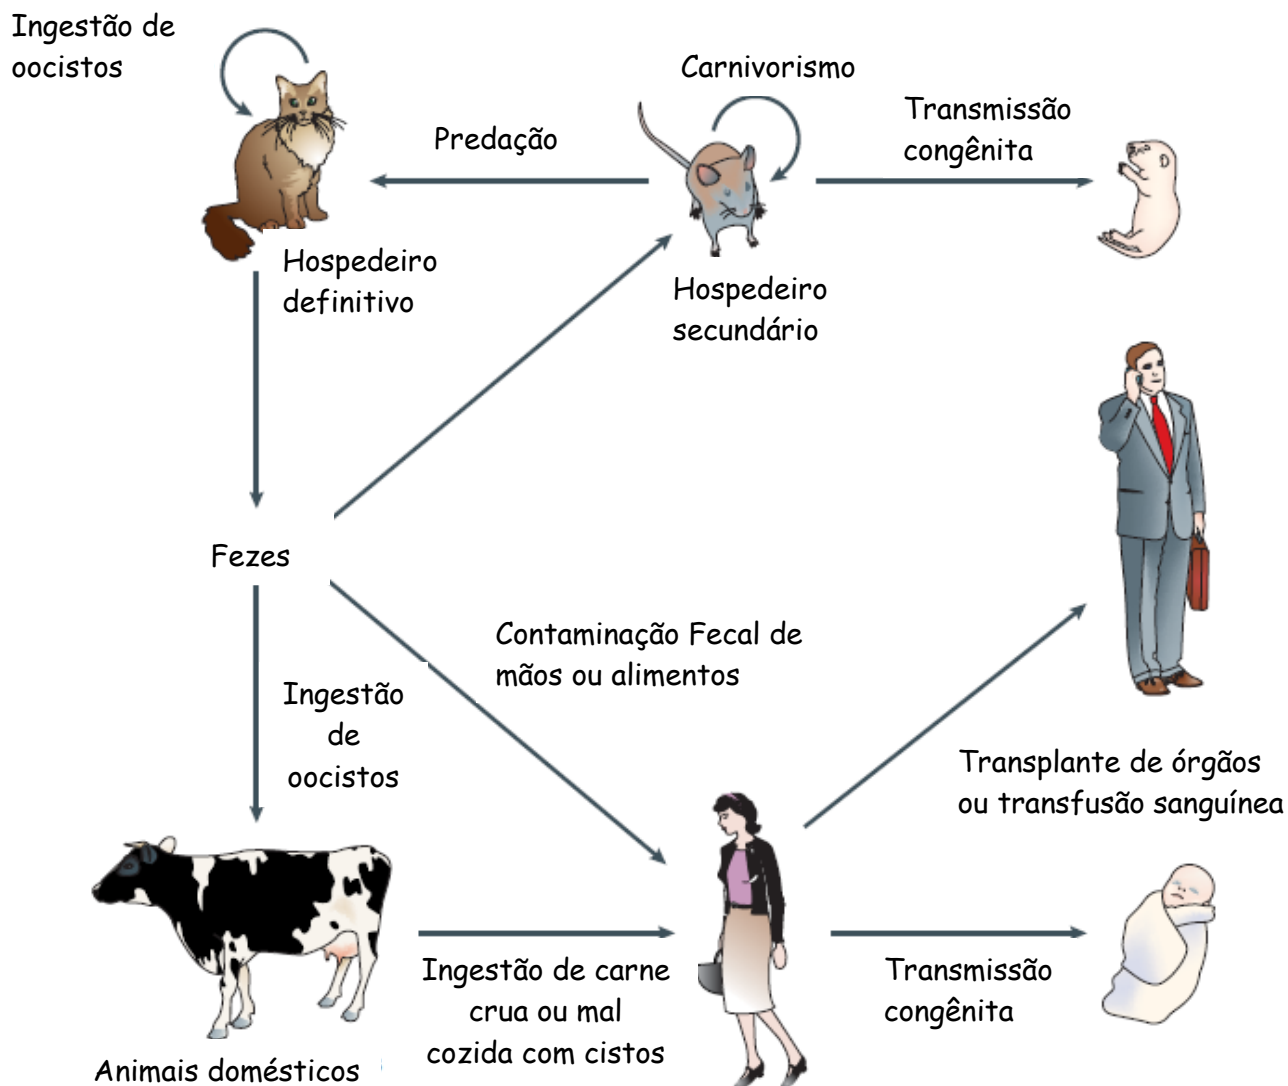 Ingestão de
oocistos
Carnivorismo
Predação
Transmissão
congênita
Hospedeiro
definitivo
Hospedeiro
secundário
Fezes
Contaminação Fecal de
mãos ou alimentos
Ingestão
de
oocistos
Transplante de órgãos
ou transfusão sanguínea
Ingestão de carne
crua ou mal
cozida com cistos
Transmissão
congênita
Animais domésticos